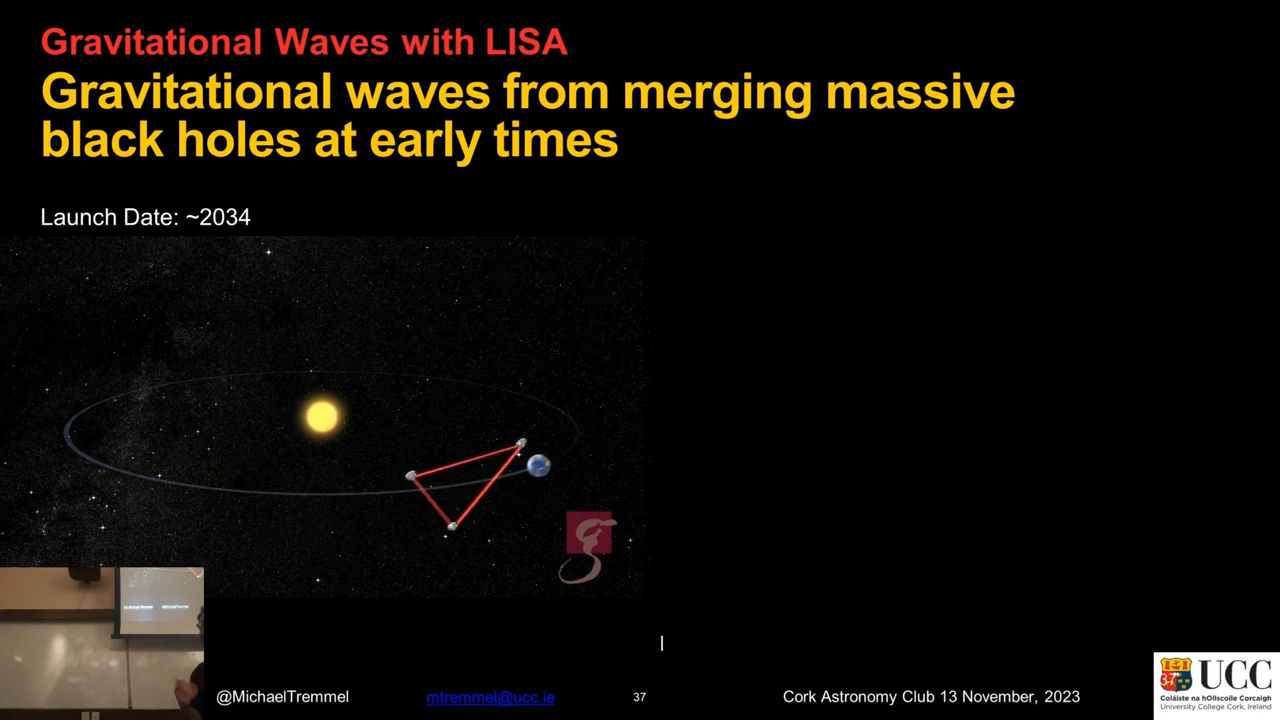 Gravitational Waves with LISA
Gravitational waves from merging massive
black holes at early times
Launch Date: ~2034
@MichaelTremmel
mtremmel@ucc.ie
37
Cork Astronomy Club 13 November, 2023
UCC
Coláiste na hOllscoile Corcaigh
University College Cork, Ireland